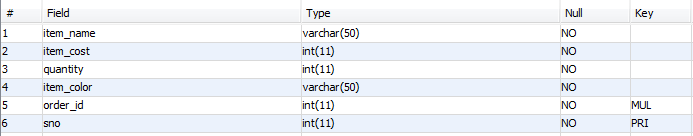 # Field Type Null Key
1 item_name varchar(50) NO
2 item_cost int(11) NO
3 quantity int(11) NO
4 item_color varchar(50) NO
5 order_id int(11) NO MUL
6 sno int(11) NO PRI